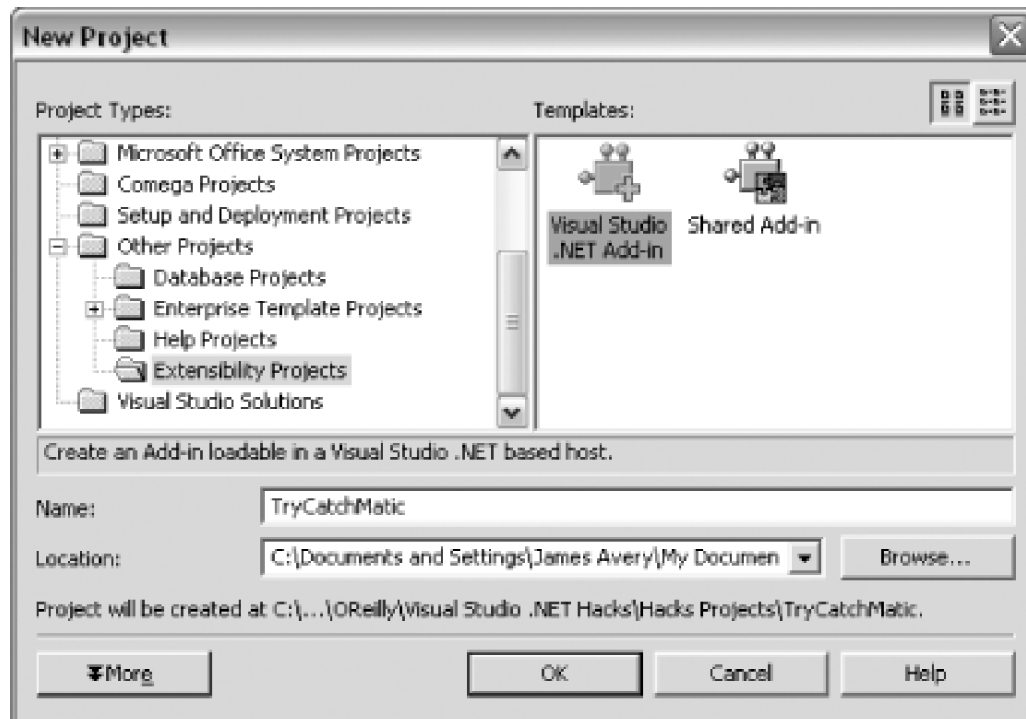 New Project
Project Types:
Templates:
Microsoft Office System Projects
Comega Projects
Setup and Deployment Projects
Other Projects
Database Projects
Enterprise Template Projects
Help Projects
Extensibility Projects
Visual Studio Solutions
Visual Studio
.NET Add-in
Shared Add-in
Create an Add-in loadable in a Visual Studio .NET based host.
Name:
TryCatchMatic
Location:
C:\Documents and Settings\James Avery\My Documen
Browse...
Project will be created at C:\...\OReilly\Visual Studio .NET Hacks\Hacks Projects\TryCatchMatic.
More
OK
Cancel
Help